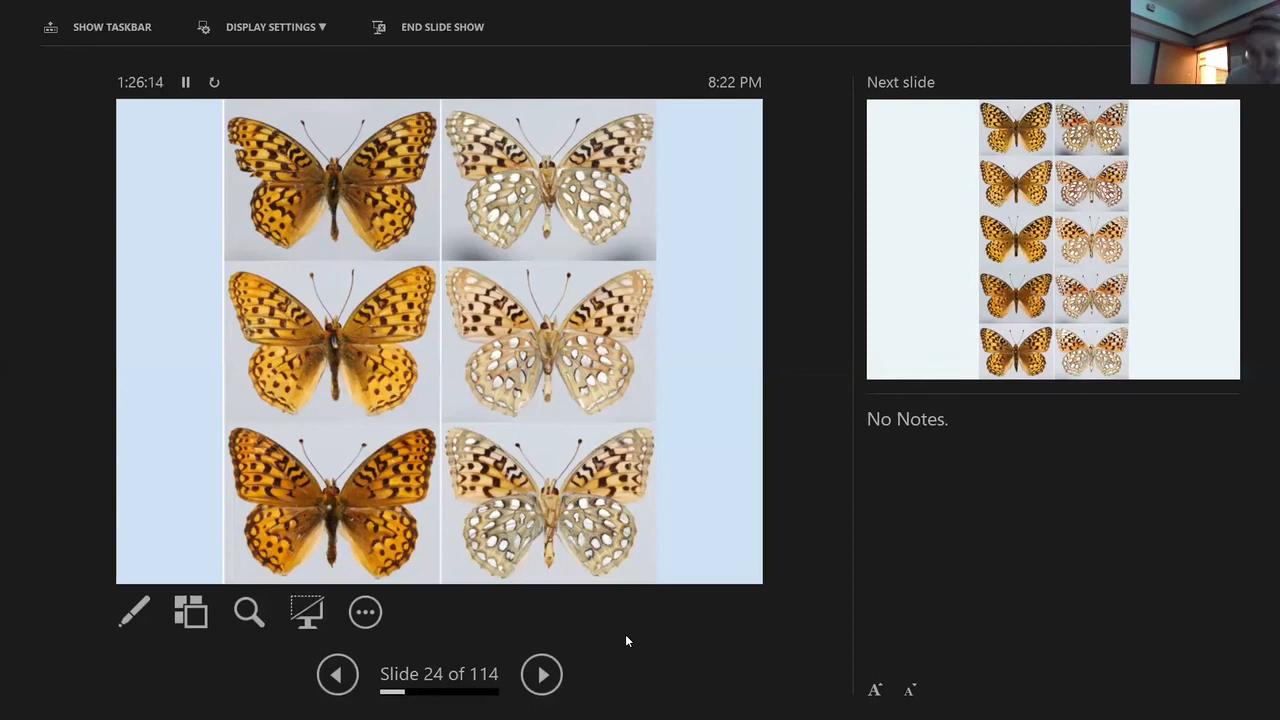 SHOW TASKBAR
DISPLAY SETTINGS ▼
END SLIDE SHOW
1:26:14
8:22 PM
Next slide
No Notes.
Slide 24 of 114
A A